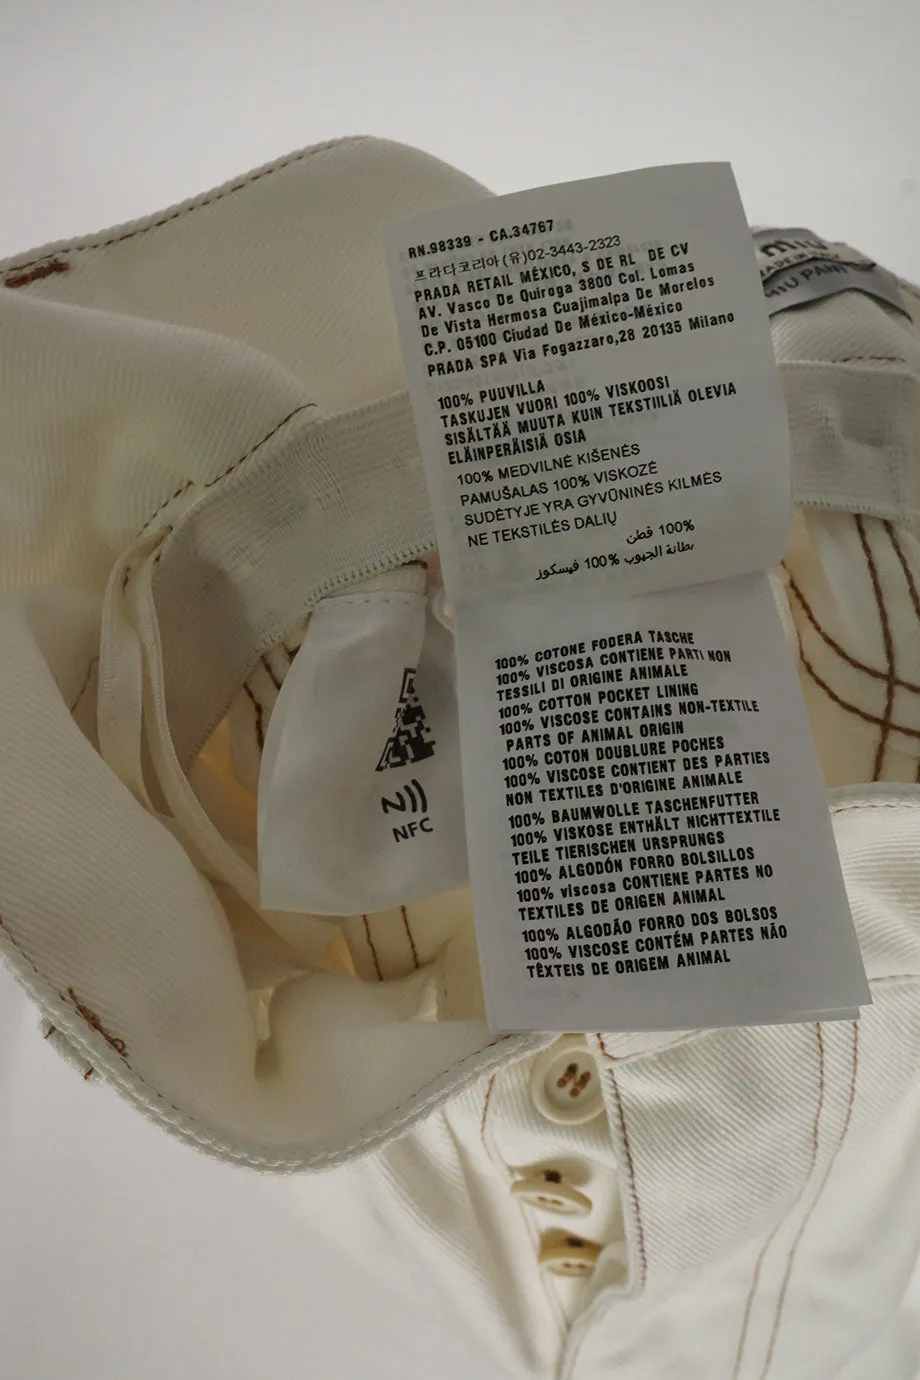 RN.98339 - CA.34767
프라다코리아(유)02-3443-2323
PRADA RETAIL MÉXICO, S DE RL DE CV
AV. Vasco De Quiroga 3800 Col. Lomas
De Vista Hermosa Cuajimalpa De Morelos
C.P. 05100 Ciudad De México-México
PRADA SPA Via Fogazzaro,28 20135 Milano
100% PUUVILLA
TASKUJEN VUORI 100% VISKOOSI
SISÄLTÄÄ MUUTA KUIN TEKSTIILIÄ OLEVIA
ELÄINPERÄISIÄ OSIA
100% MEDVILNĖ KIŠENĖS
PAMUŠALAS 100% VISKOZĖ
SUDĖTYJE YRA GYVŪNINĖS KILMĖS
NE TEKSTILĖS DALIŲ
100% قطن
بطانة الجيوب 100% فيسكوز
100% COTONE FODERA TASCHE
100% VISCOSA CONTIENE PARTI NON
TESSILI DI ORIGINE ANIMALE
100% COTTON POCKET LINING
100% VISCOSE CONTAINS NON-TEXTILE
PARTS OF ANIMAL ORIGIN
100% COTON DOUBLURE POCHES
100% VISCOSE CONTIENT DES PARTIES
NON TEXTILES D'ORIGINE ANIMALE
100% BAUMWOLLE TASCHENFUTTER
100% VISKOSE ENTHÄLT NICHTTEXTILE
TEILE TIERISCHEN URSPRUNGS
100% ALGODÓN FORRO BOLSILLOS
100% viscosa CONTIENE PARTES NO
TEXTILES DE ORIGEN ANIMAL
100% ALGODÃO FORRO DOS BOLSOS
100% VISCOSE CONTÉM PARTES NÃO
TÊXTEIS DE ORIGEM ANIMAL
NFC